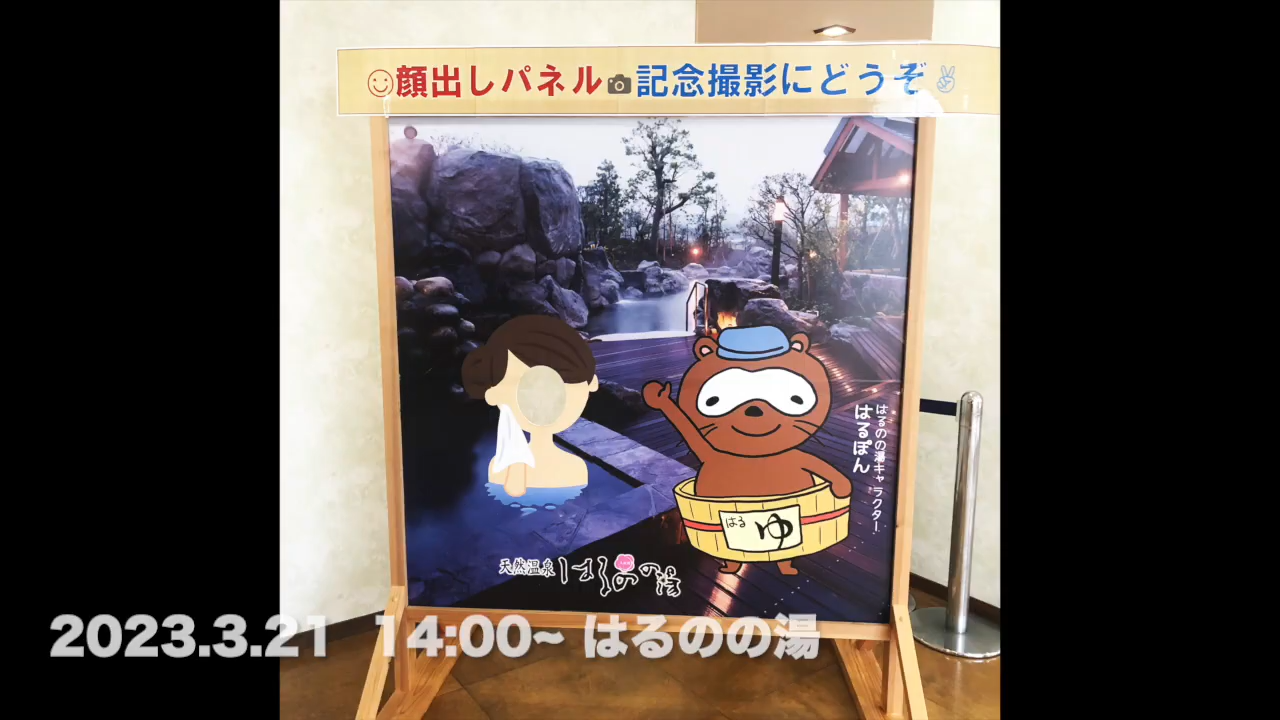 ☺顔出しパネル📷記念撮影にどうぞ✌
はるのの湯キャラクター
はるぽん
はる
ゆ
天然温泉 はるのの湯
2023.3.21 14:00~ はるのの湯